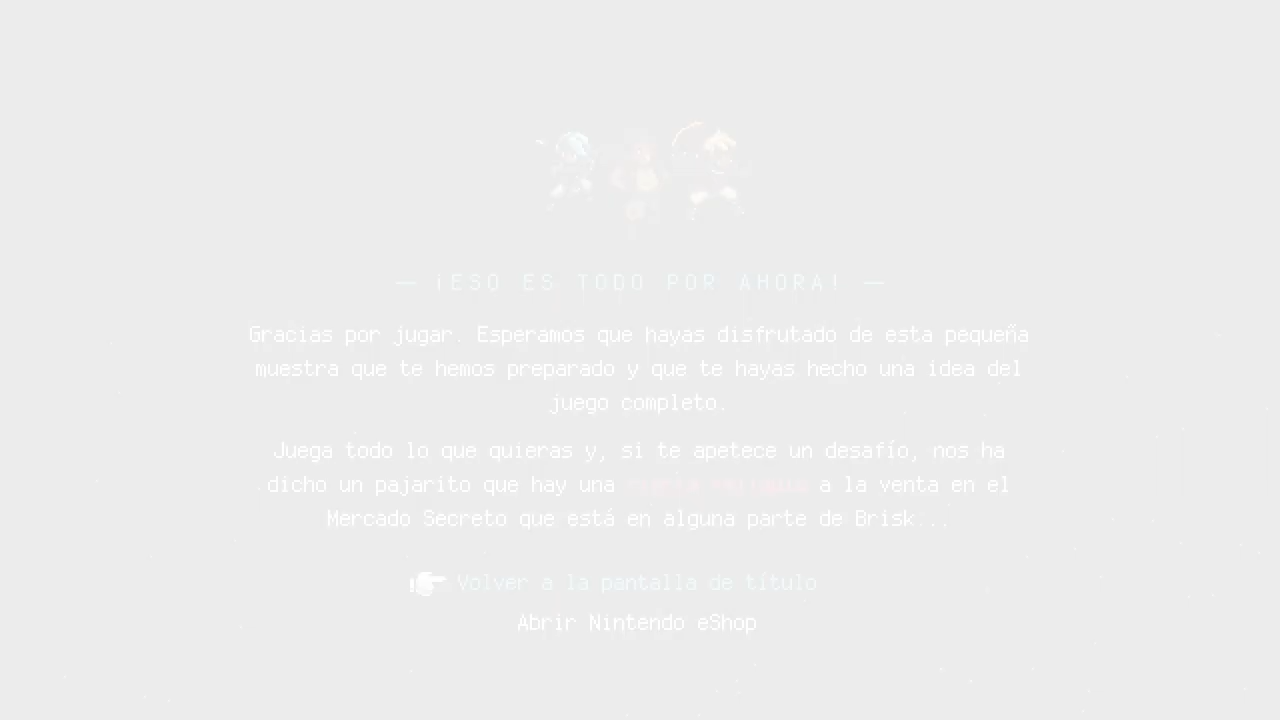 — ¡ESO ES TODO POR AHORA! —
Gracias por jugar. Esperamos que hayas disfrutado de esta pequeña
muestra que te hemos preparado y que te hayas hecho una idea del
juego completo.
Juega todo lo que quieras y, si te apetece un desafío, nos ha
dicho un pajarito que hay una a la venta en el
Mercado Secreto que está en alguna parte de Brisk...
Volver a la pantalla de título
Abrir Nintendo eShop